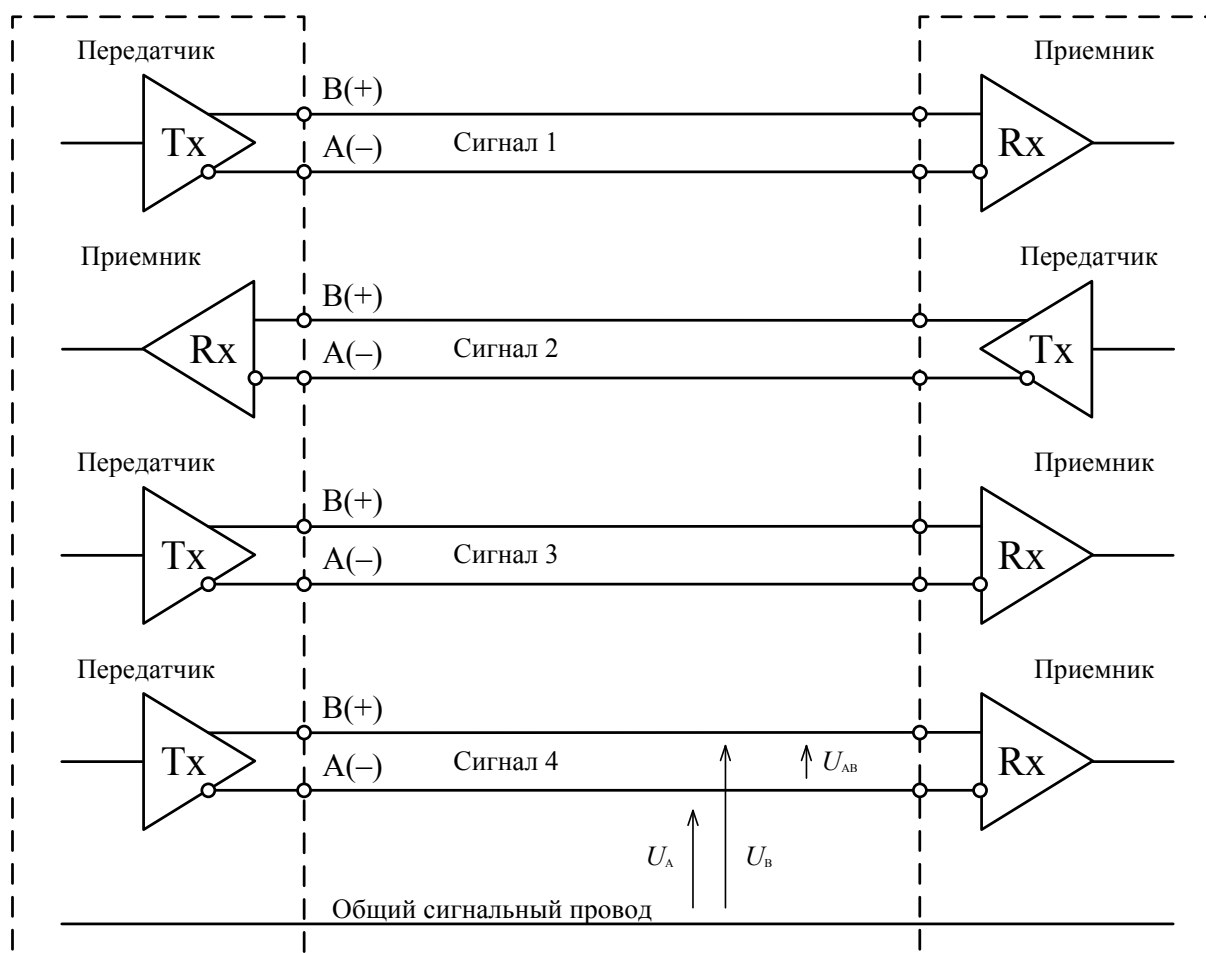 Передатчик
Приемник
B(+)
Tx
Сигнал 1
Rx
A(–)
Приемник
Передатчик
B(+)
Rx
Сигнал 2
Tx
A(–)
Передатчик
Приемник
B(+)
Tx
Сигнал 3
Rx
A(–)
Передатчик
Приемник
B(+)
Tx
A(–)
Сигнал 4
UAB
Rx
UA
UB
Общий сигнальный провод